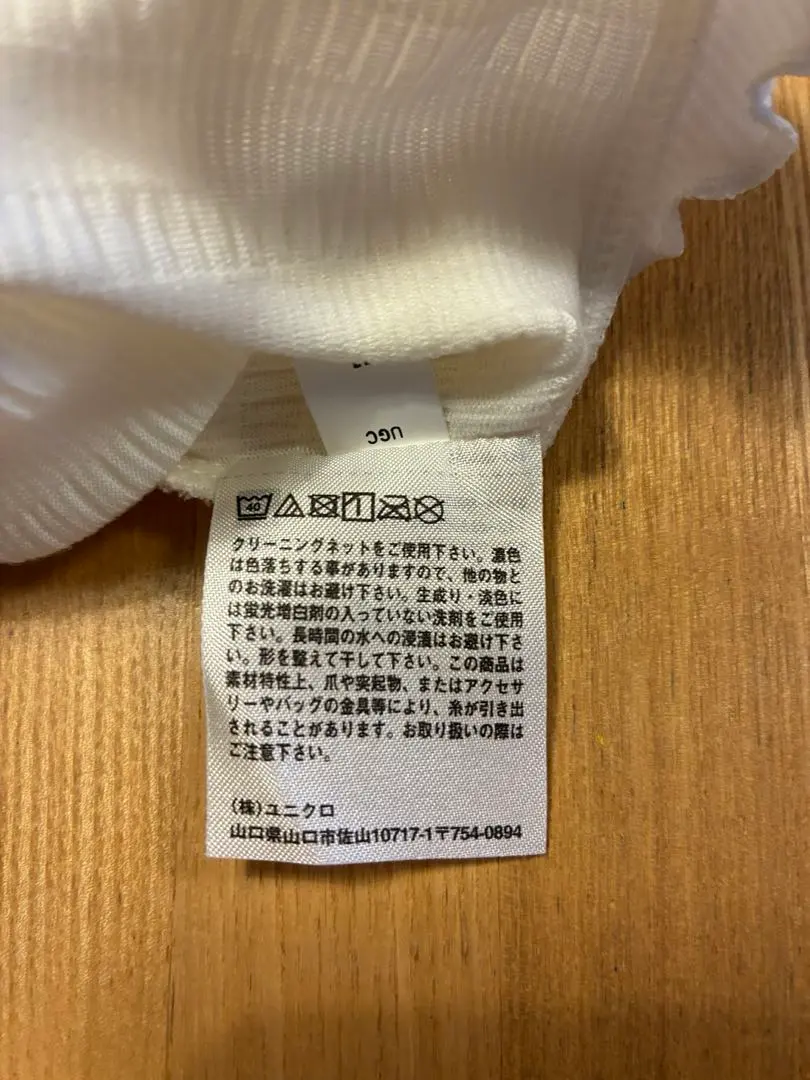 UGC
40
クリーニングネットをご使用下さい。濃色
は色落ちする事がありますので、他の物と
のお洗濯はお避け下さい。生成り・淡色に
は蛍光増白剤の入っていない洗剤をご使用
下さい。長時間の水への浸漬はお避け下さ
い。形を整えて干して下さい。この商品は
素材特性上、爪や突起物、またはアクセサ
リーやバッグの金具等により、糸が引き出
されることがあります。お取り扱いの際は
ご注意下さい。
(株)ユニクロ
山口県山口市佐山10717-1〒754-0894